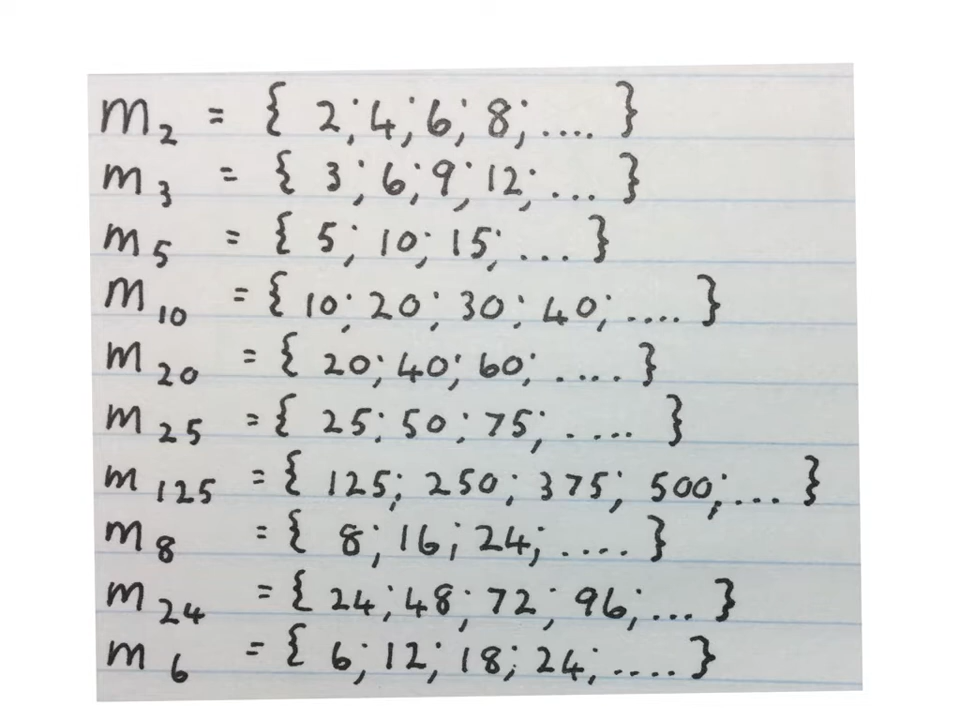 m2 = { 2; 4; 6; 8; .... }
m3 = { 3; 6; 9; 12; ... }
m5 = { 5; 10; 15; ... }
m10 = { 10; 20; 30; 40; .... }
m20 = { 20; 40; 60; .... }
m25 = { 25; 50; 75; .... }
m125 = { 125; 250; 375; 500; ... }
m8 = { 8; 16; 24; .... }
m24 = { 24; 48; 72; 96; ... }
m6 = { 6; 12; 18; 24; .... }